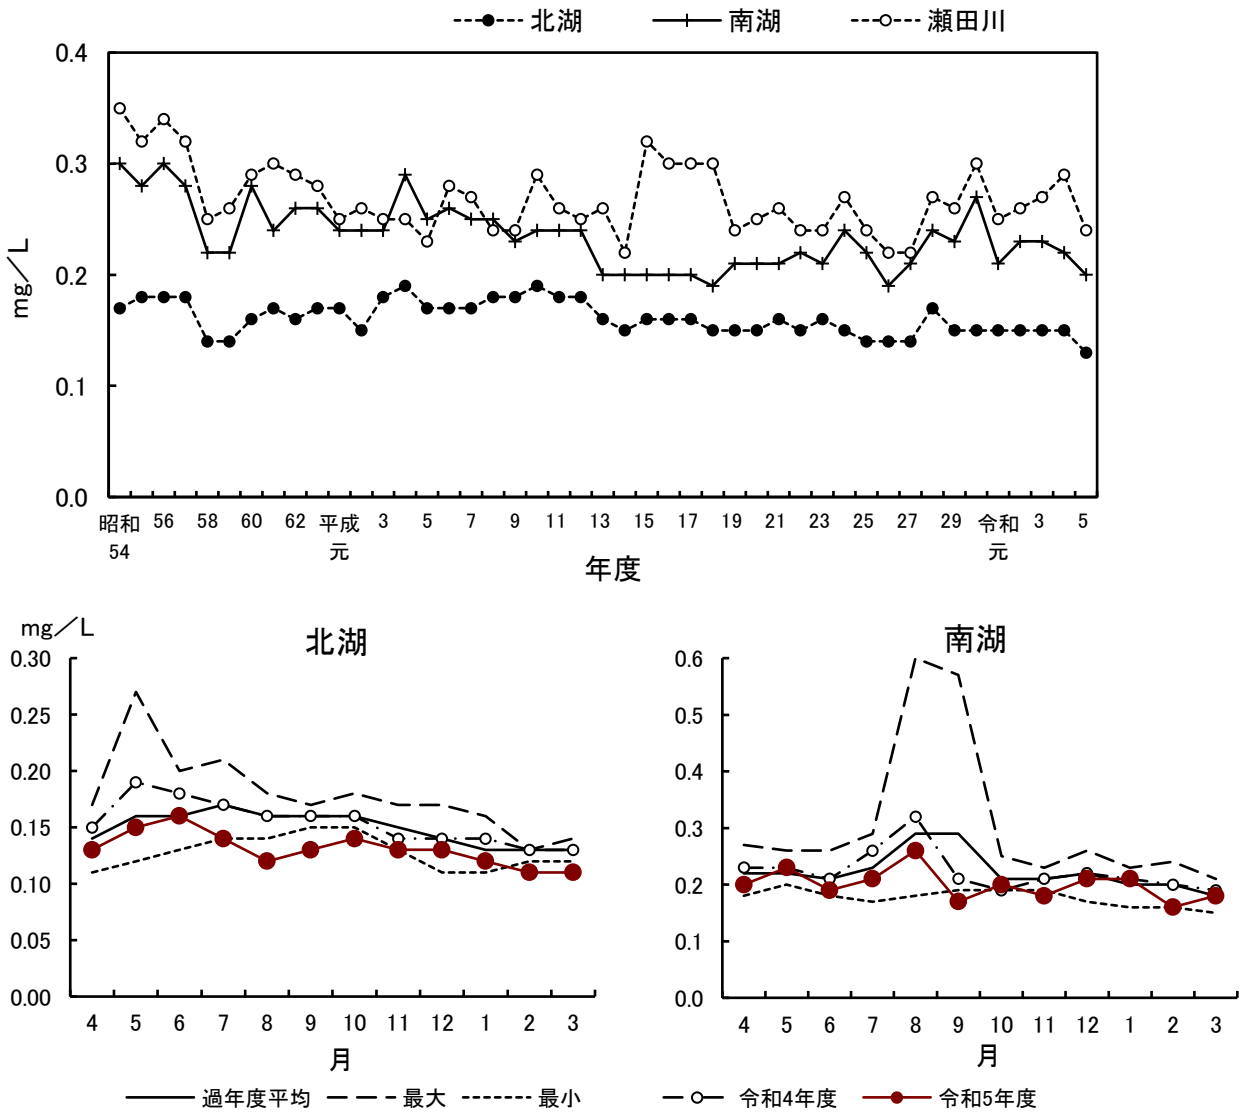 北湖 南湖 瀬田川
0.4
0.3
0.2
0.1
0.0
mg／L
昭和 56 58 60 62 平成 3 5 7 9 11 13 15 17 19 21 23 25 27 29 令和 3 5
54 元 元
年度
mg／L
北湖
0.30
0.25
0.20
0.15
0.10
0.05
0.00
4 5 6 7 8 9 10 11 12 1 2 3
月
南湖
0.6
0.5
0.4
0.3
0.2
0.1
0.0
4 5 6 7 8 9 10 11 12 1 2 3
月
過年度平均 最大 最小 令和4年度 令和5年度